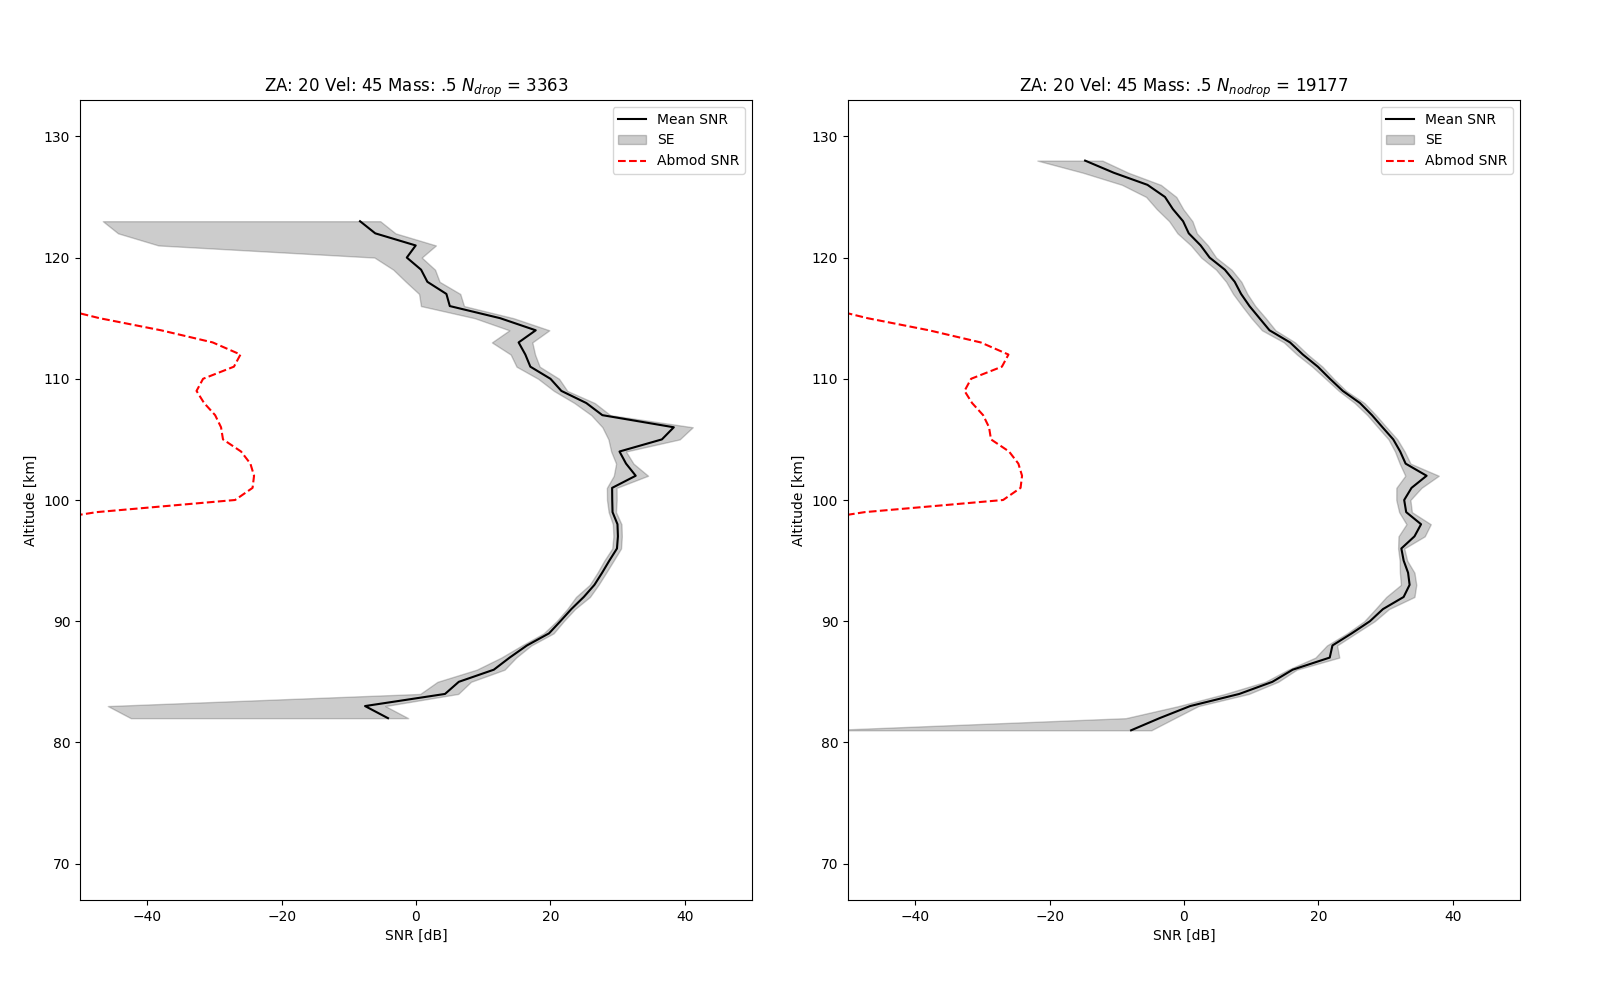 ZA: 20 Vel: 45 Mass: .5 N_drop = 3363
Mean SNR
SE
Abmod SNR
130
120
110
100
90
80
70
Altitude [km]
−40
−20
0
20
40
SNR [dB]
ZA: 20 Vel: 45 Mass: .5 N_nodrop = 19177
Mean SNR
SE
Abmod SNR
130
120
110
100
90
80
70
Altitude [km]
−40
−20
0
20
40
SNR [dB]